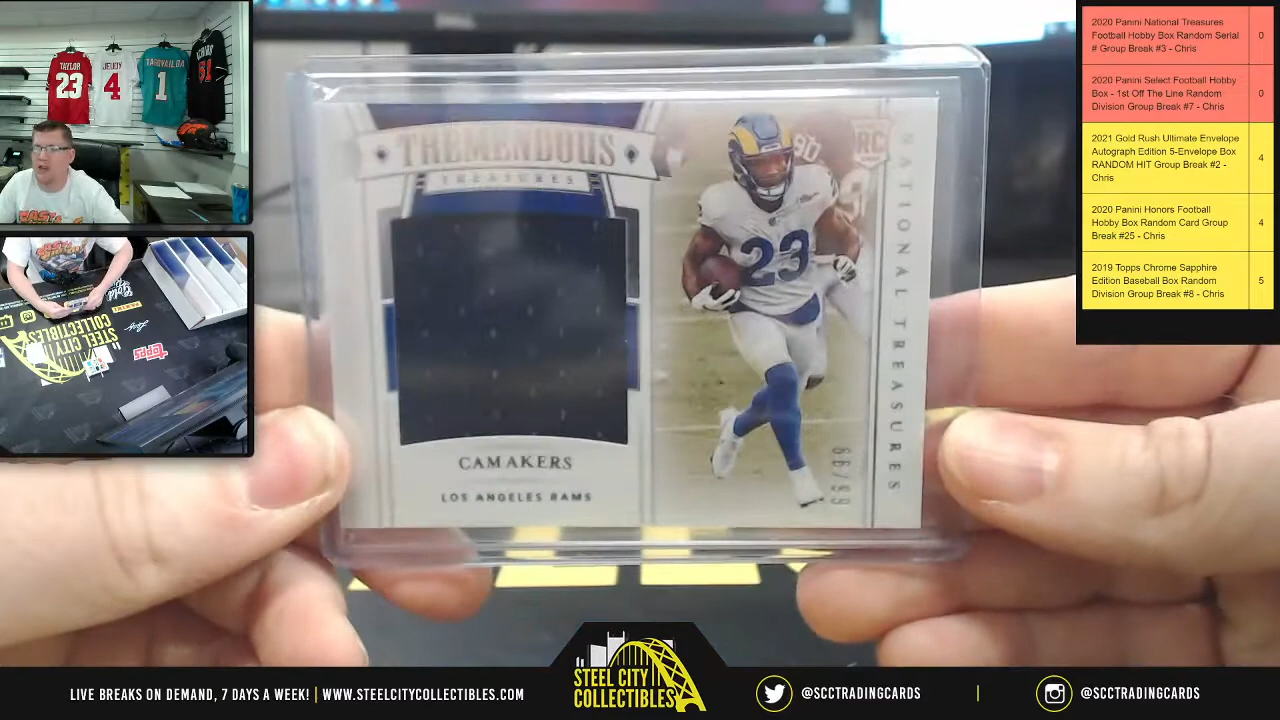 TAYLOR
23
JEUDY
4
TAGOVAILOA
1
51
STEEL CITY
COLLECTIBLES
TOPPS
TREMENDOUS
TREASURES
CAM AKERS
LOS ANGELES RAMS
90
RC
23
NATIONAL TREASURES
2020 Panini National Treasures
Football Hobby Box Random Serial
# Group Break #3 - Chris
0
2020 Panini Select Football Hobby
Box - 1st Off The Line Random
Division Group Break #7 - Chris
0
2021 Gold Rush Ultimate Envelope
Autograph Edition 5-Envelope Box
RANDOM HIT Group Break #2 -
Chris
4
2020 Panini Honors Football
Hobby Box Random Card Group
Break #25 - Chris
4
2019 Topps Chrome Sapphire
Edition Baseball Box Random
Division Group Break #8 - Chris
5
LIVE BREAKS ON DEMAND, 7 DAYS A WEEK! | WWW.STEELCITYCOLLECTIBLES.COM
STEEL CITY
COLLECTIBLES
@SCCTRADINGCARDS
@SCCTRADINGCARDS